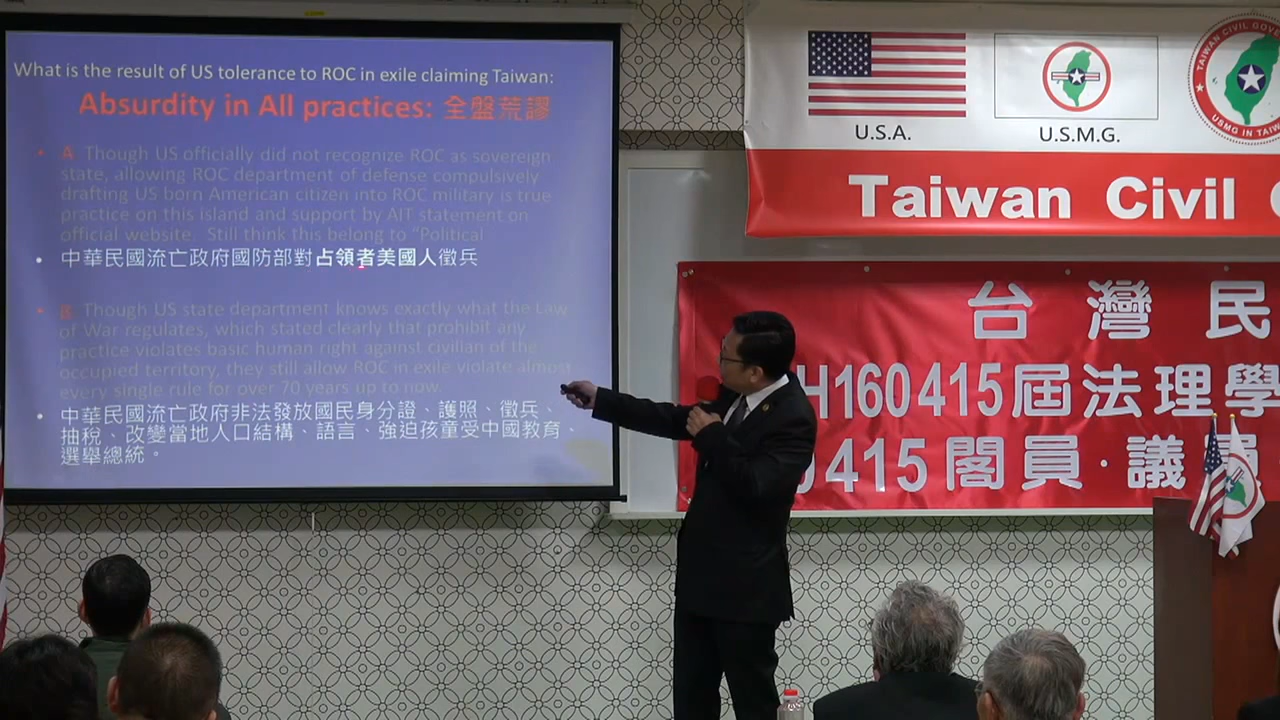 What is the result of US tolerance to ROC in exile claiming Taiwan:
Absurdity in All practices: 全盤荒謬
• A: Though US officially did not recognize ROC as sovereign
state, allowing ROC department of defense compulsively
drafting US born American citizen into ROC military is true
practice on this island and support by AIT statement on
official website. Still think this belong to “Political
• 中華民國流亡政府國防部對占領者美國人徵兵
• B: Though US state department knows exactly what the Law
of War regulates, which stated clearly that prohibit any
practice violates basic human right against civilian of the
occupied territory, they still allow ROC in exile violate almost
every single rule for over 70 years up to now.
• 中華民國流亡政府非法發放國民身分證、護照、徵兵、
抽稅、改變當地人口結構、語言、強迫孩童受中國教育、
選舉總統。
U.S.A.
U.S.M.G.
TAIWAN CIVIL GOVE
USMG IN TAIW
Taiwan Civil
台灣民
H160415屆法理學
0415閣員·議員